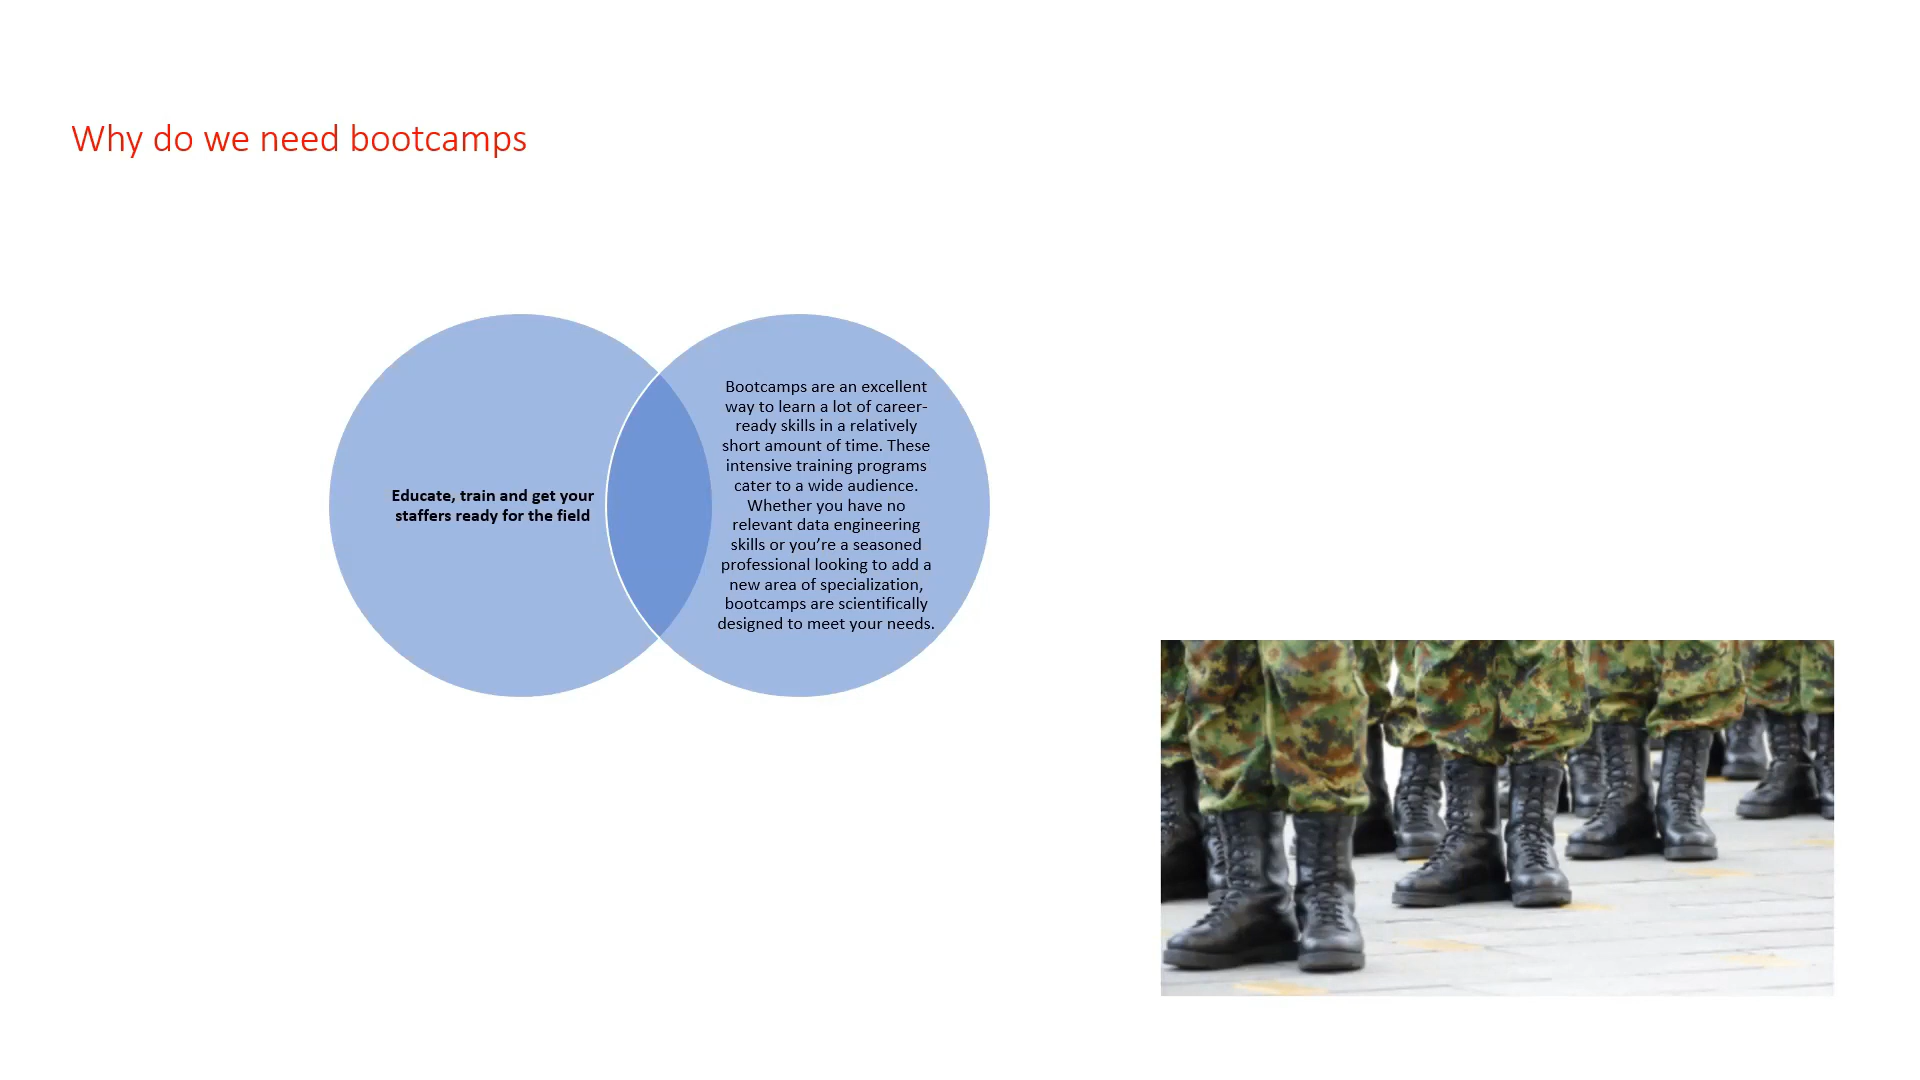 Why do we need bootcamps
Educate, train and get your
staffers ready for the field
Bootcamps are an excellent
way to learn a lot of career-
ready skills in a relatively
short amount of time. These
intensive training programs
cater to a wide audience.
Whether you have no
relevant data engineering
skills or you’re a seasoned
professional looking to add a
new area of specialization,
bootcamps are scientifically
designed to meet your needs.